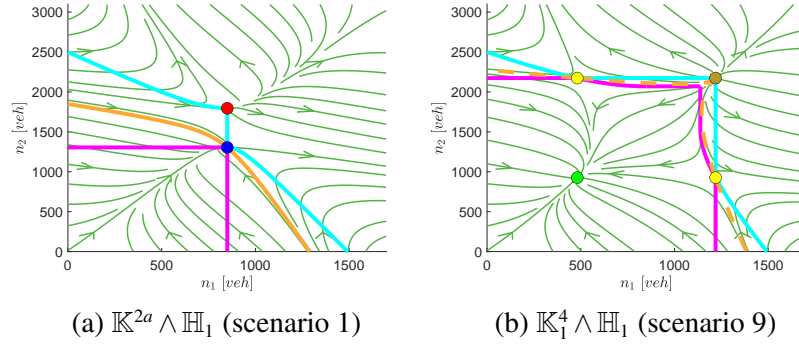 3000
2500
2000
1500
1000
500
0
n₂ [veh]
0 500 1000 1500
n₁ [veh]
(a) 𝕂²ᵃ ∧ ℍ₁ (scenario 1)
3000
2500
2000
1500
1000
500
0
n₂ [veh]
0 500 1000 1500
n₁ [veh]
(b) 𝕂⁴₁ ∧ ℍ₁ (scenario 9)